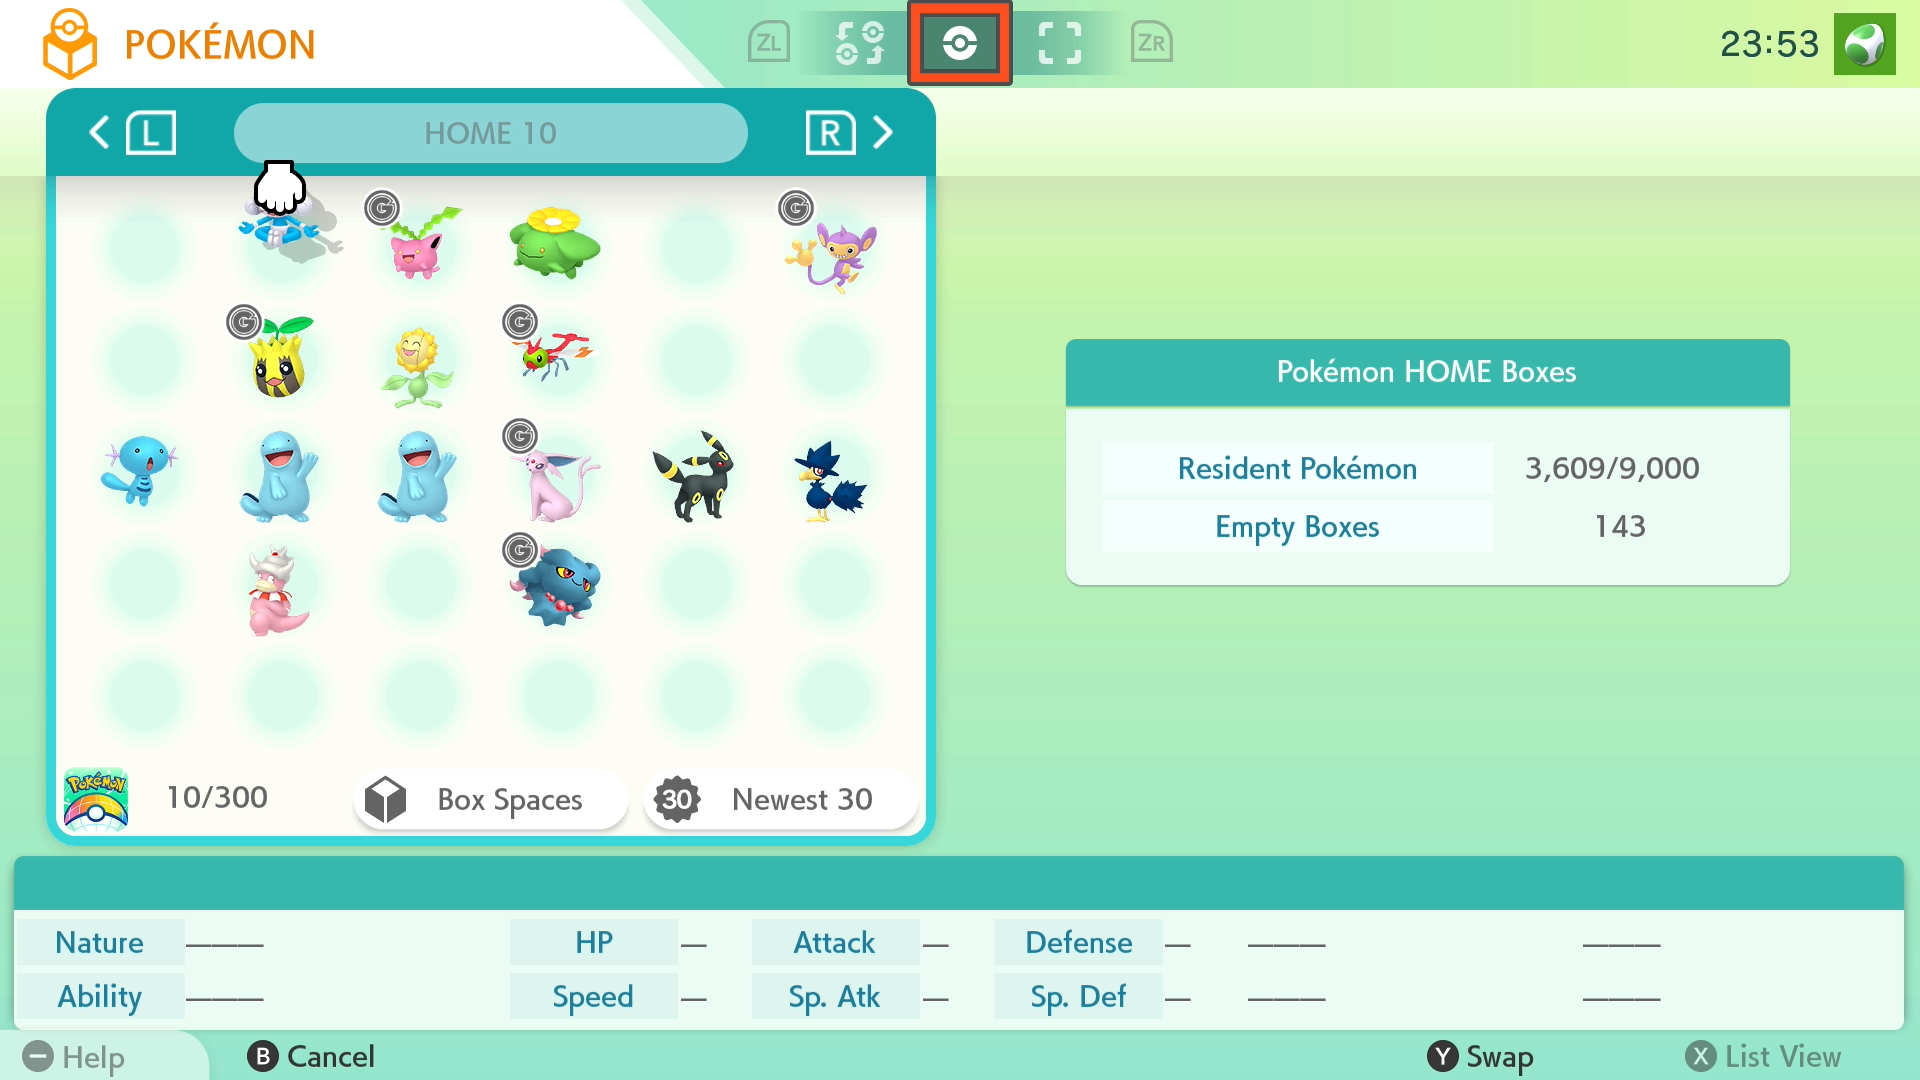 POKÉMON
ZL
ZR
23:53
L
HOME 10
R
G
G
G
G
G
G
Pokémon HOME Boxes
Resident Pokémon 3,609/9,000
Empty Boxes 143
POKéMON
10/300
Box Spaces
30 Newest 30
Nature ——— HP — Attack — Defense — ——— ———
Ability ——— Speed — Sp. Atk — Sp. Def — ——— ———
Help
B Cancel
Y Swap
X List View